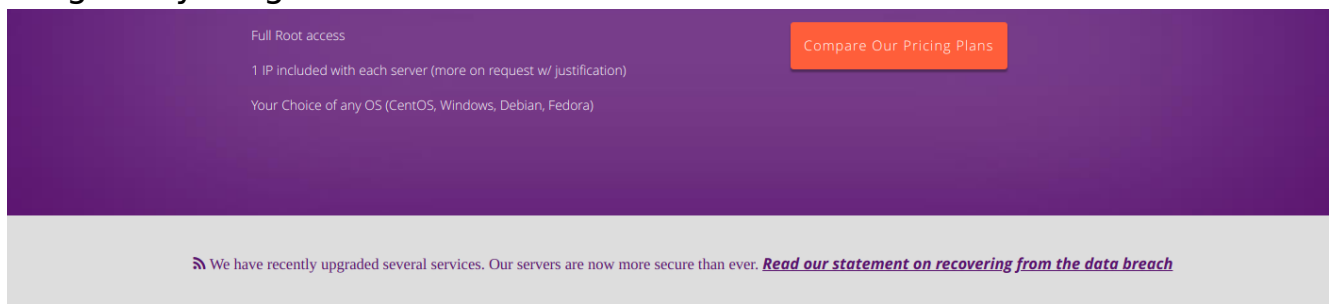 Full Root access
Compare Our Pricing Plans
1 IP included with each server (more on request w/ justification)
Your Choice of any OS (CentOS, Windows, Debian, Fedora)
We have recently upgraded several services. Our servers are now more secure than ever. Read our statement on recovering from the data breach